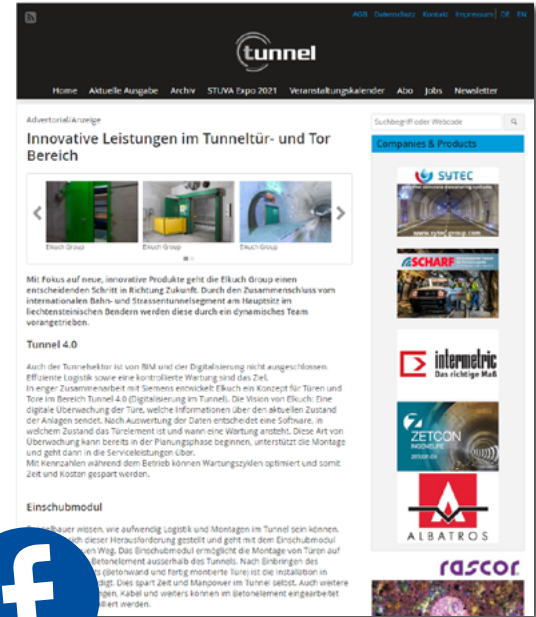 AGB Datenschutz Kontakt Impressum DE EN
tunnel
Home Aktuelle Ausgabe Archiv STUVA Expo 2021 Veranstaltungskalender Abo Jobs Newsletter
Advertorial/Anzeige
Innovative Leistungen im Tunneltür- und Tor
Bereich
Elkuch Group Elkuch Group Elkuch Group
Mit Fokus auf neue, innovative Produkte geht die Elkuch Group einen
entscheidenden Schritt in Richtung Zukunft. Durch den Zusammenschluss vom
internationalen Bahn- und Strassentunnelsegment am Hauptsitz im
liechtensteinischen Bendern werden diese durch ein dynamisches Team
vorangetrieben.
Tunnel 4.0
Auch der Tunnelsektor ist von BIM und der Digitalisierung nicht ausgeschlossen.
Effiziente Logistik sowie eine kontrollierte Wartung sind das Ziel.
In enger Zusammenarbeit mit Siemens entwickelt Elkuch ein Konzept für Türen und
Tore im Bereich Tunnel 4.0 (Digitalisierung im Tunnel). Die Vision von Elkuch: Eine
digitale Überwachung der Türe, welche Informationen über den aktuellen Zustand
der Anlagen sendet. Nach Auswertung der Daten entscheidet eine Software, in
welchem Zustand das Türelement ist und wann eine Wartung ansteht. Diese Art von
Überwachung kann bereits in der Planungsphase beginnen, unterstützt die Montage
und geht dann in die Serviceleistungen über.
Mit Kennzahlen während dem Betrieb können Wartungszyklen optimiert und somit
Zeit und Kosten gespart werden.
Einschubmodul
wissen, wie aufwendig Logistik und Montagen im Tunnel sein können.
sich dieser Herausforderung gestellt und geht mit dem Einschubmodul
Weg. Das Einschubmodul ermöglicht die Montage von Türen auf
Betonelement ausserhalb des Tunnels. Nach Einbringen des
(Betonwand und fertig montierte Türe) ist die Installation in
Dies spart Zeit und Manpower im Tunnel selbst. Auch weitere
Kabel und weiters können im Betonelement eingearbeitet
werden.
Suchbegriff oder Webcode
Companies & Products
SYTEC
www.sytec-group.com
SCHARF
intermetric
Das richtige Maß
ZETCON
INGENIEURE
zetcon.de
ALBATROS
rascor
f